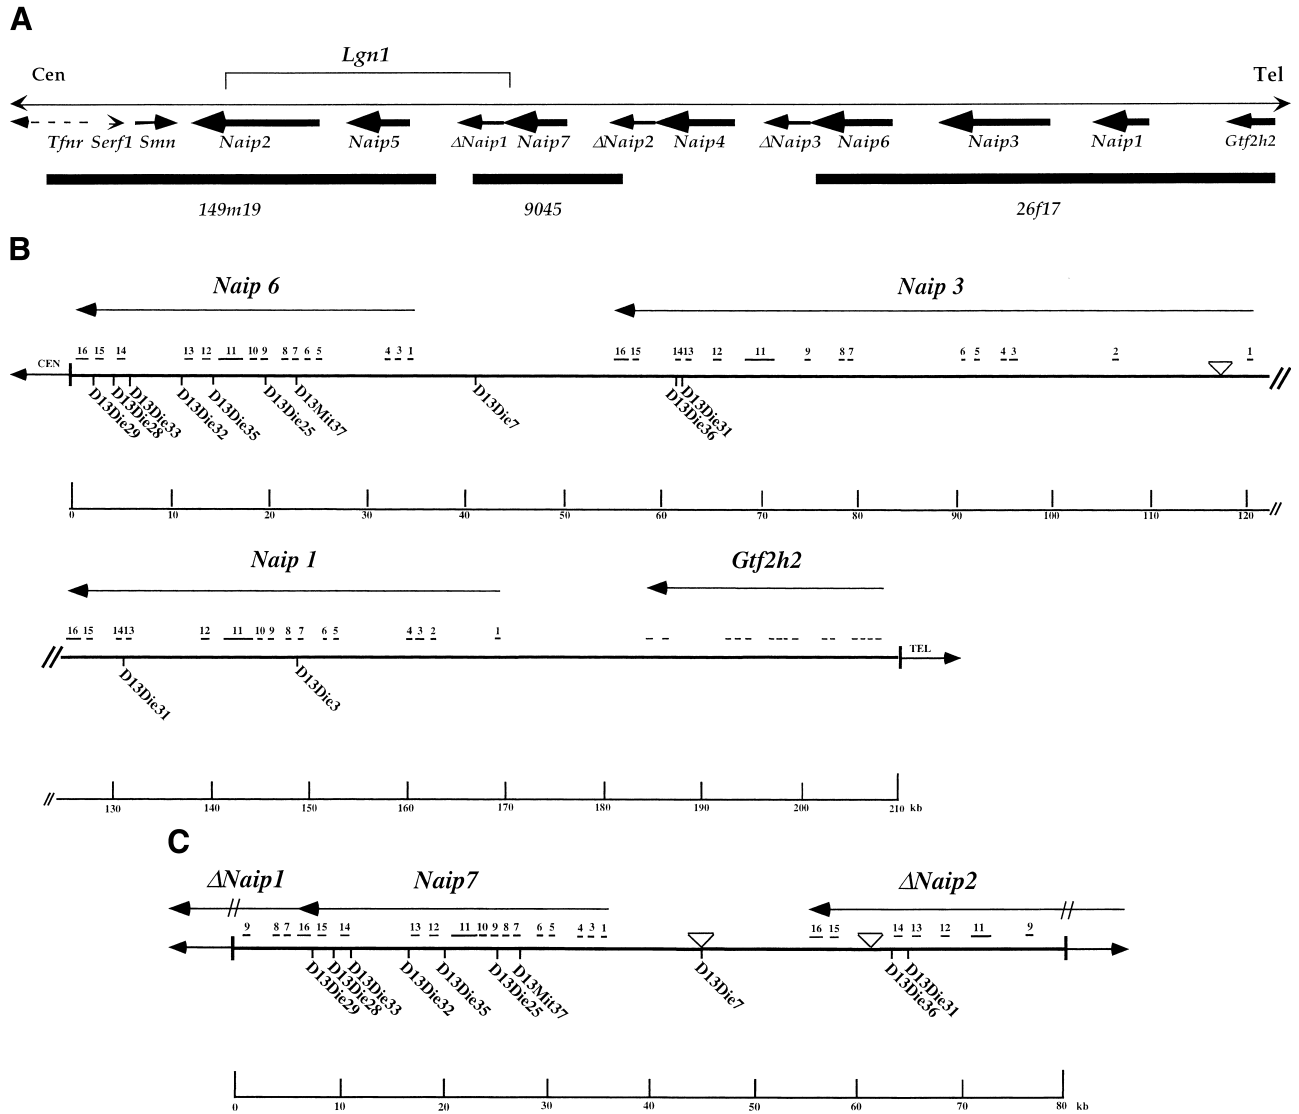 A
Lgn1
Cen Tel
Tfnr Serf1 Smn Naip2 Naip5 ΔNaip1 Naip7 ΔNaip2 Naip4 ΔNaip3 Naip6 Naip3 Naip1 Gtf2h2
149m19 9045 26f17
B
Naip 6 Naip 3
16 15 14 13 12 11 10 9 8 7 6 5 4 3 1 16 15 14 13 12 11 9 8 7 6 5 4 3 2 1
CEN
D13Die29 D13Die28 D13Die33 D13Die32 D13Die35 D13Die25 D13Mit37 D13Die7 D13Die36 D13Die31
0 10 20 30 40 50 60 70 80 90 100 110 120
Naip 1 Gtf2h2
16 15 14 13 12 11 10 9 8 7 6 5 4 3 2 1
TEL
D13Die31 D13Die3
130 140 150 160 170 180 190 200 210 kb
C
ΔNaip1 Naip7 ΔNaip2
9 8 7 16 15 14 13 12 11 10 9 8 7 6 5 4 3 1 16 15 14 13 12 11 9
D13Die29 D13Die28 D13Die33 D13Die32 D13Die35 D13Die25 D13Mit37 D13Die7 D13Die36 D13Die31
0 10 20 30 40 50 60 70 80 kb